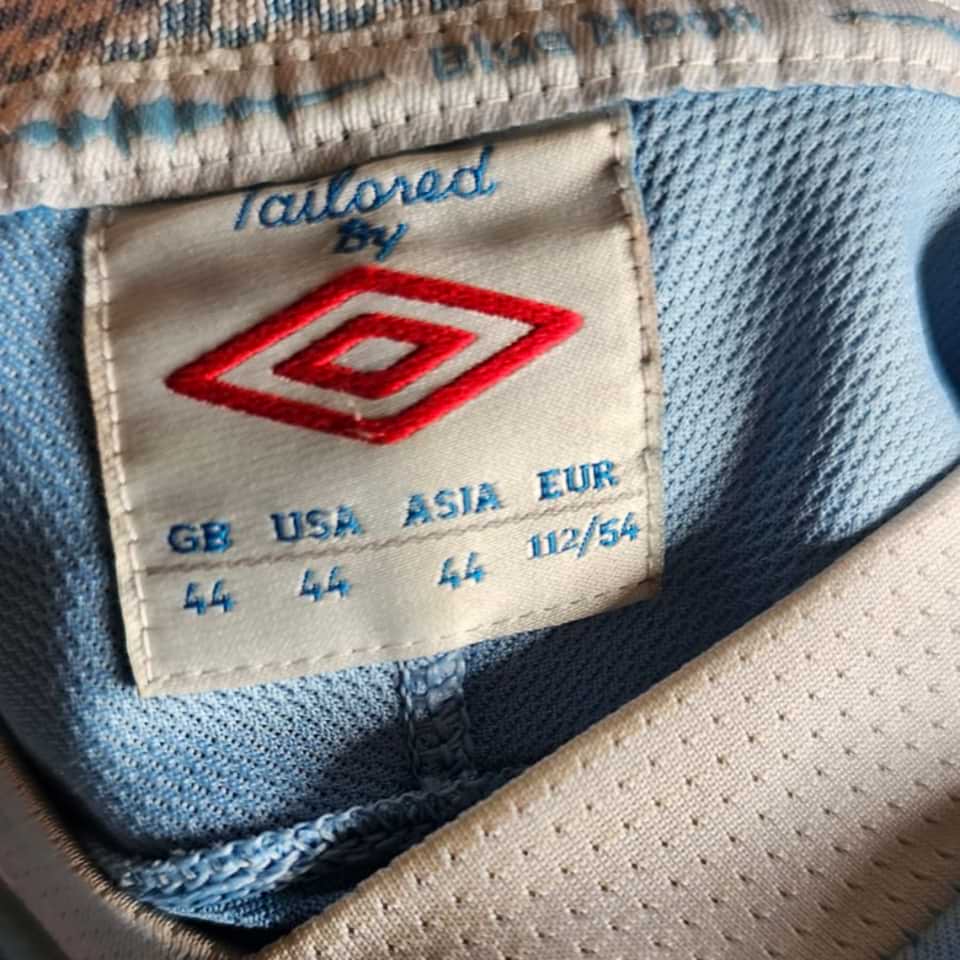 Blue Moon
Tailored
By
GB USA ASIA EUR
44 44 44 112/54